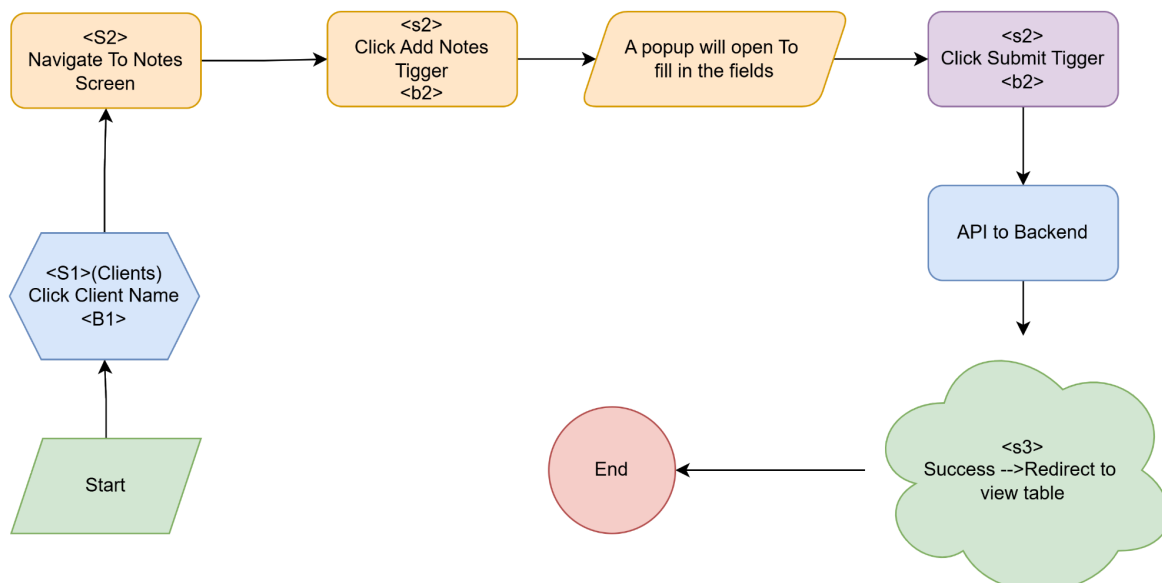 <S2>
Navigate To Notes
Screen
<s2>
Click Add Notes
Tigger
<b2>
A popup will open To
fill in the fields
<s2>
Click Submit Tigger
<b2>
API to Backend
<S1>(Clients)
Click Client Name
<B1>
<s3>
Success -->Redirect to
view table
End
Start